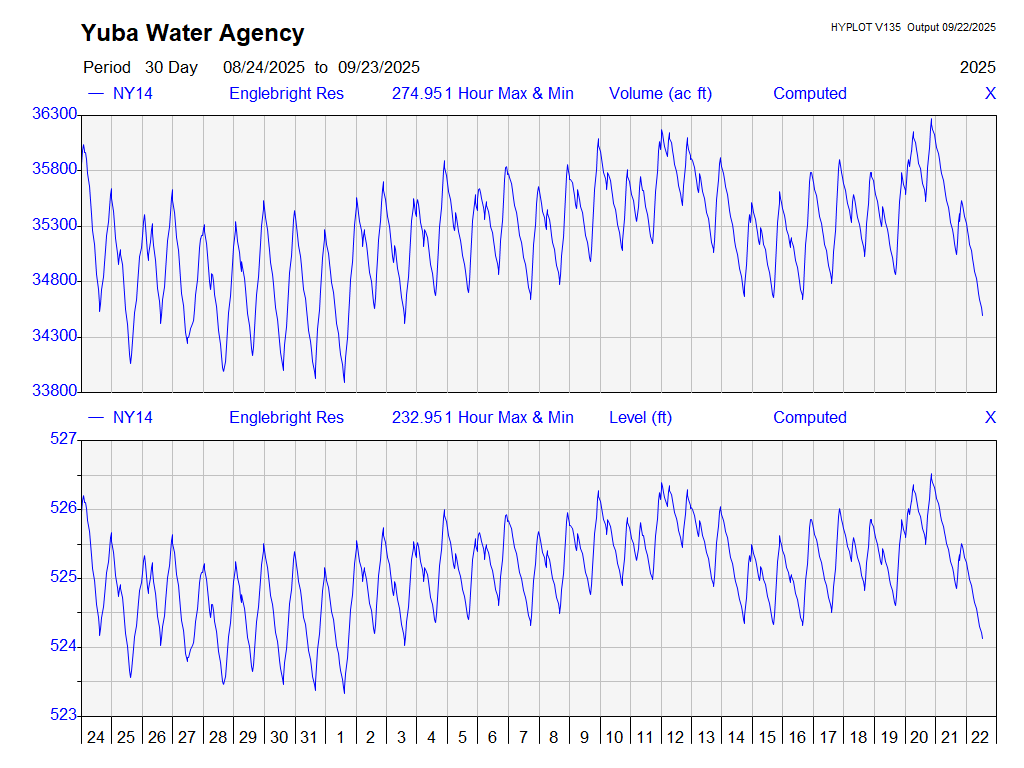 Yuba Water Agency
HYPLOT V135 Output 09/22/2025
Period 30 Day 08/24/2025 to 09/23/2025 2025
NY14 Englebright Res 274.951 Hour Max & Min Volume (ac ft) Computed X
36300
35800
35300
34800
34300
33800
NY14 Englebright Res 232.951 Hour Max & Min Level (ft) Computed X
527
526
525
524
523
24 25 26 27 28 29 30 31 1 2 3 4 5 6 7 8 9 10 11 12 13 14 15 16 17 18 19 20 21 22